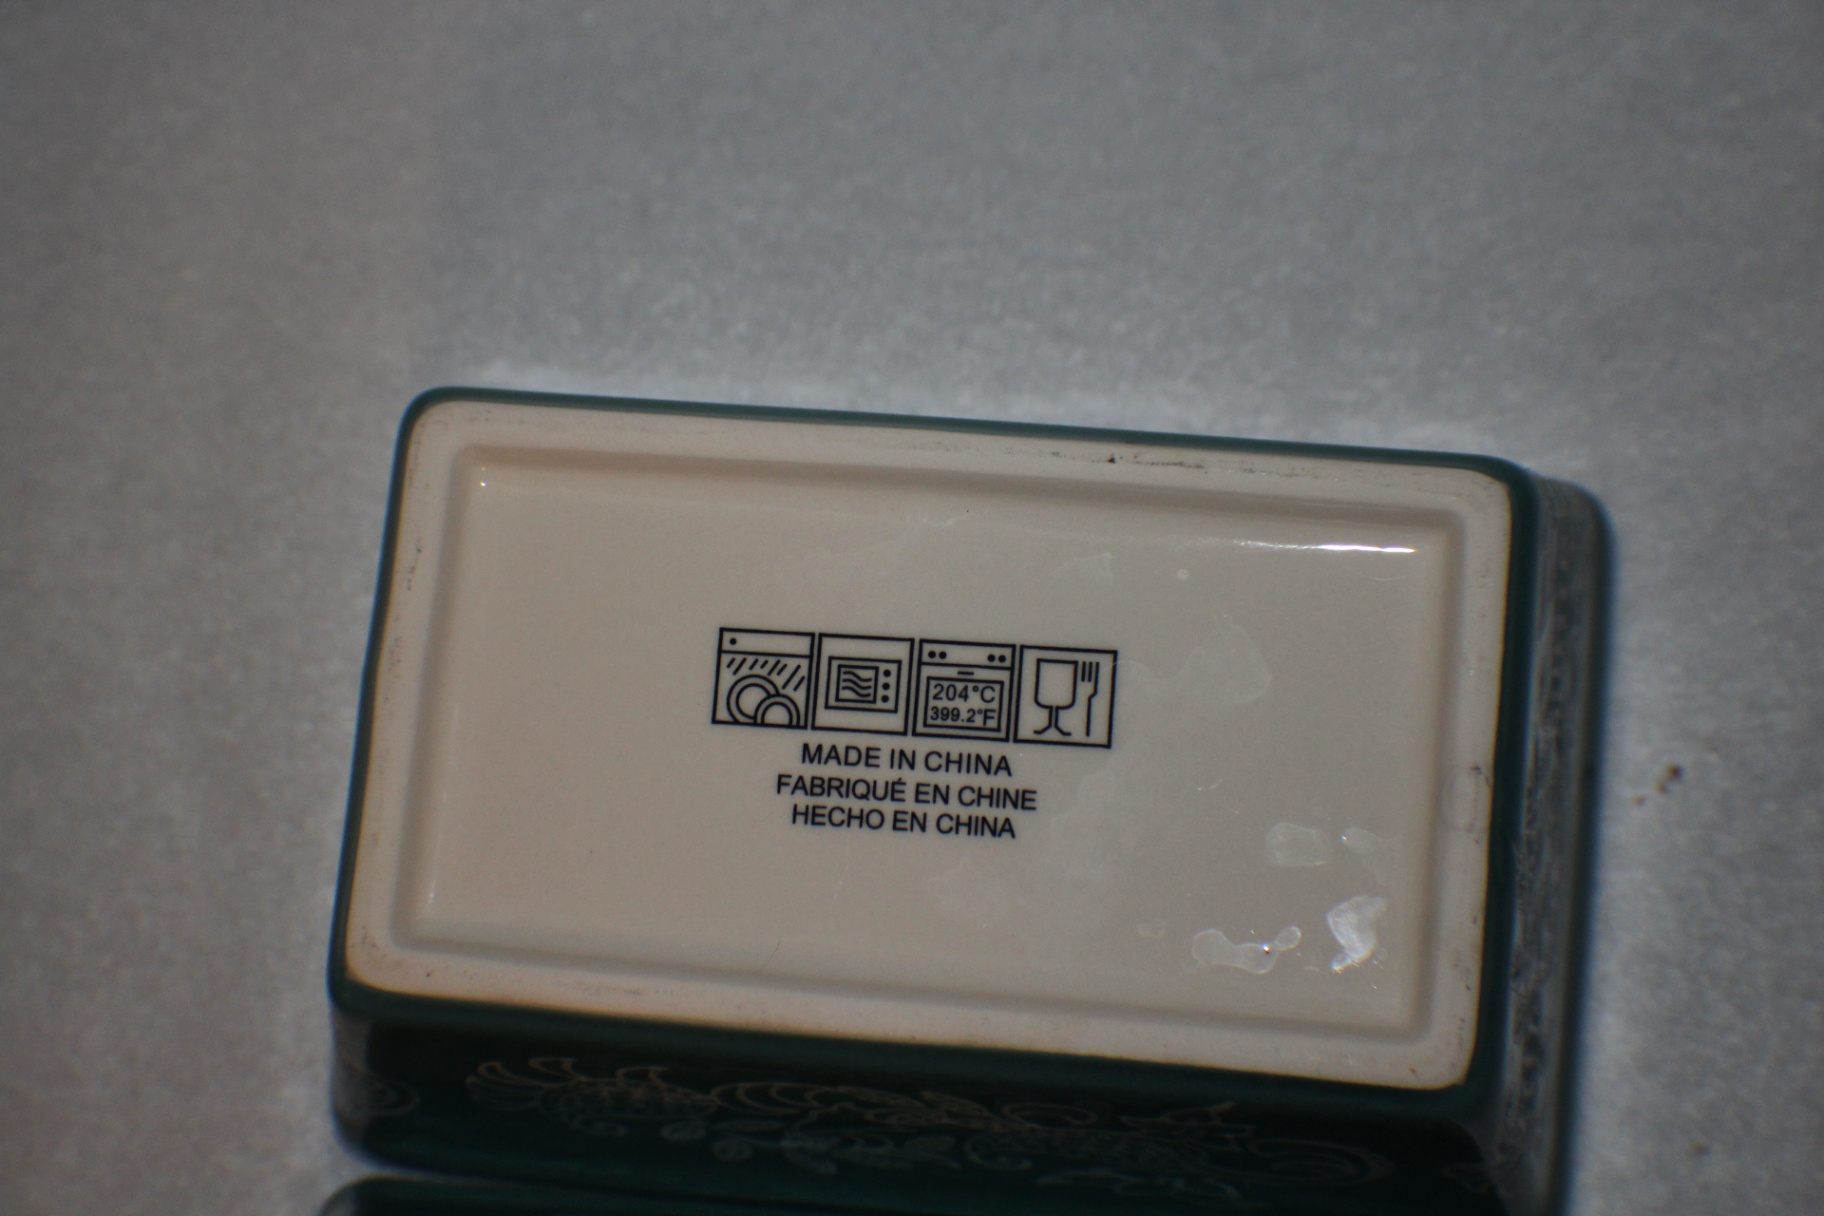 204°C
399.2°F
MADE IN CHINA
FABRIQUÉ EN CHINE
HECHO EN CHINA